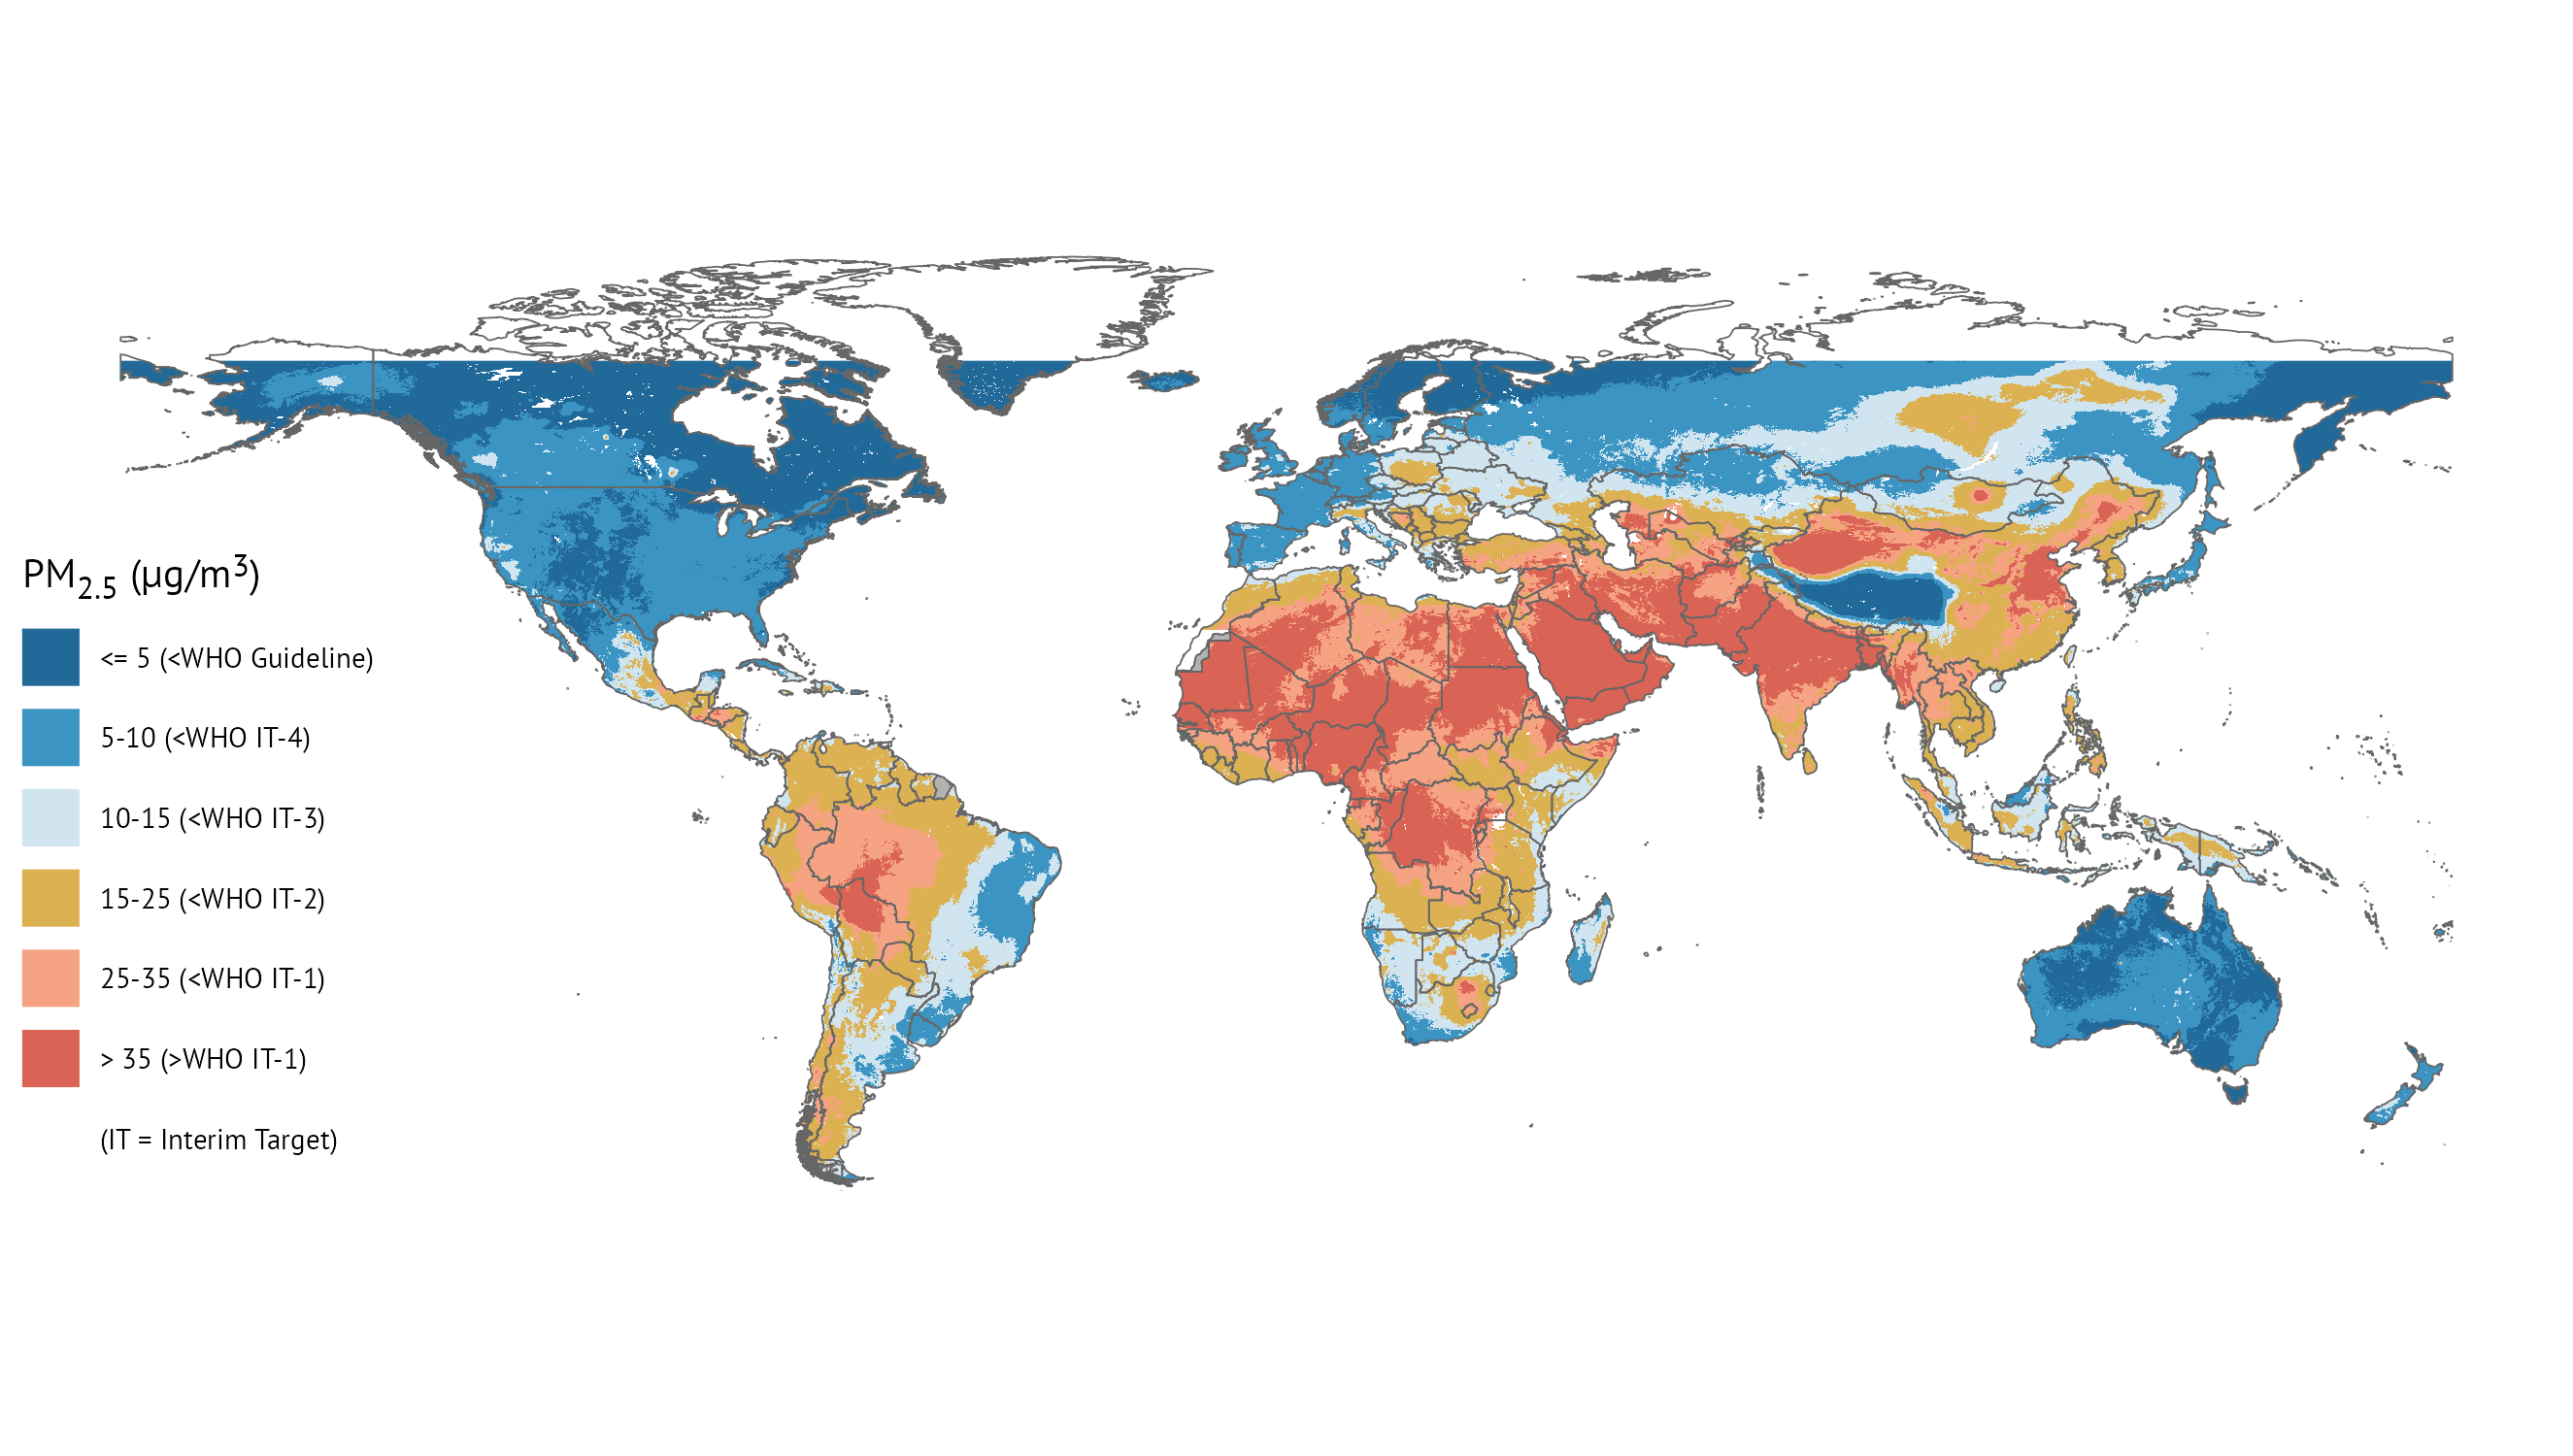 PM2.5 (µg/m³)
<= 5 (<WHO Guideline)
5-10 (<WHO IT-4)
10-15 (<WHO IT-3)
15-25 (<WHO IT-2)
25-35 (<WHO IT-1)
> 35 (>WHO IT-1)
(IT = Interim Target)